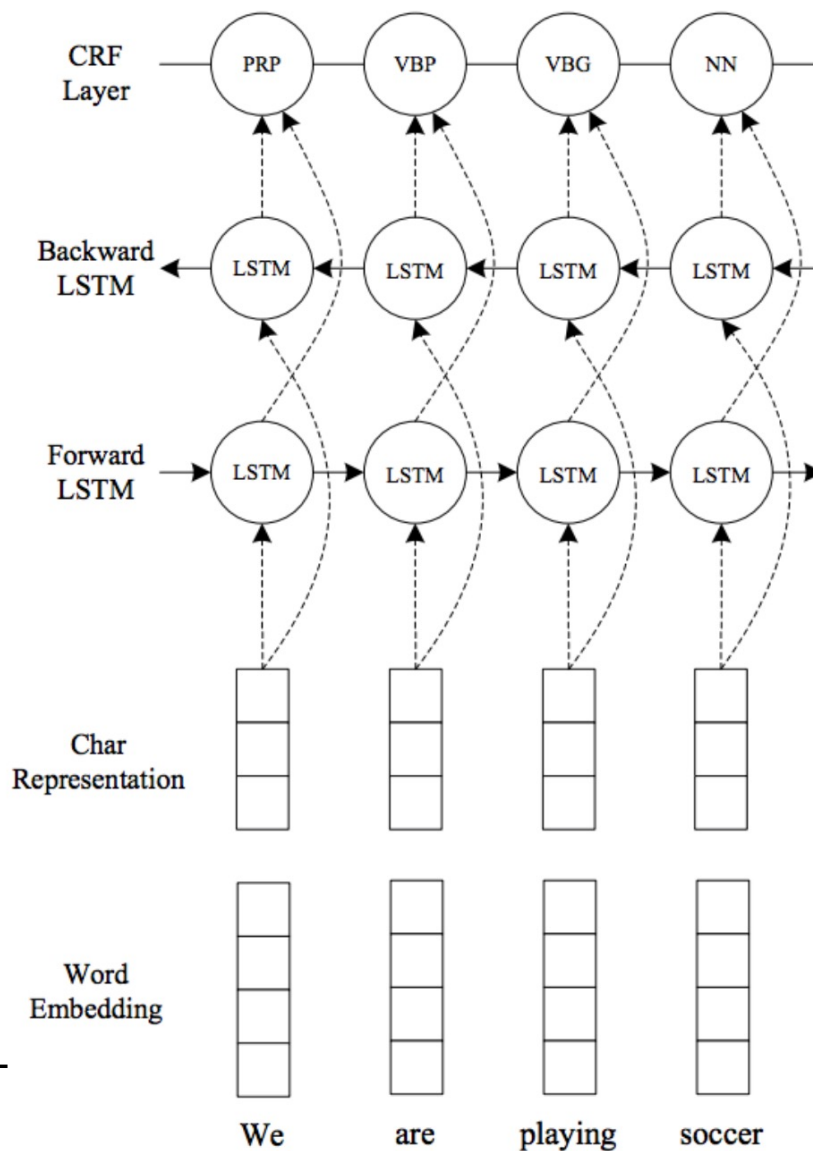 CRF
Layer
PRP VBP VBG NN
Backward
LSTM
LSTM LSTM LSTM LSTM
Forward
LSTM
LSTM LSTM LSTM LSTM
Char
Representation
Word
Embedding
We are playing soccer